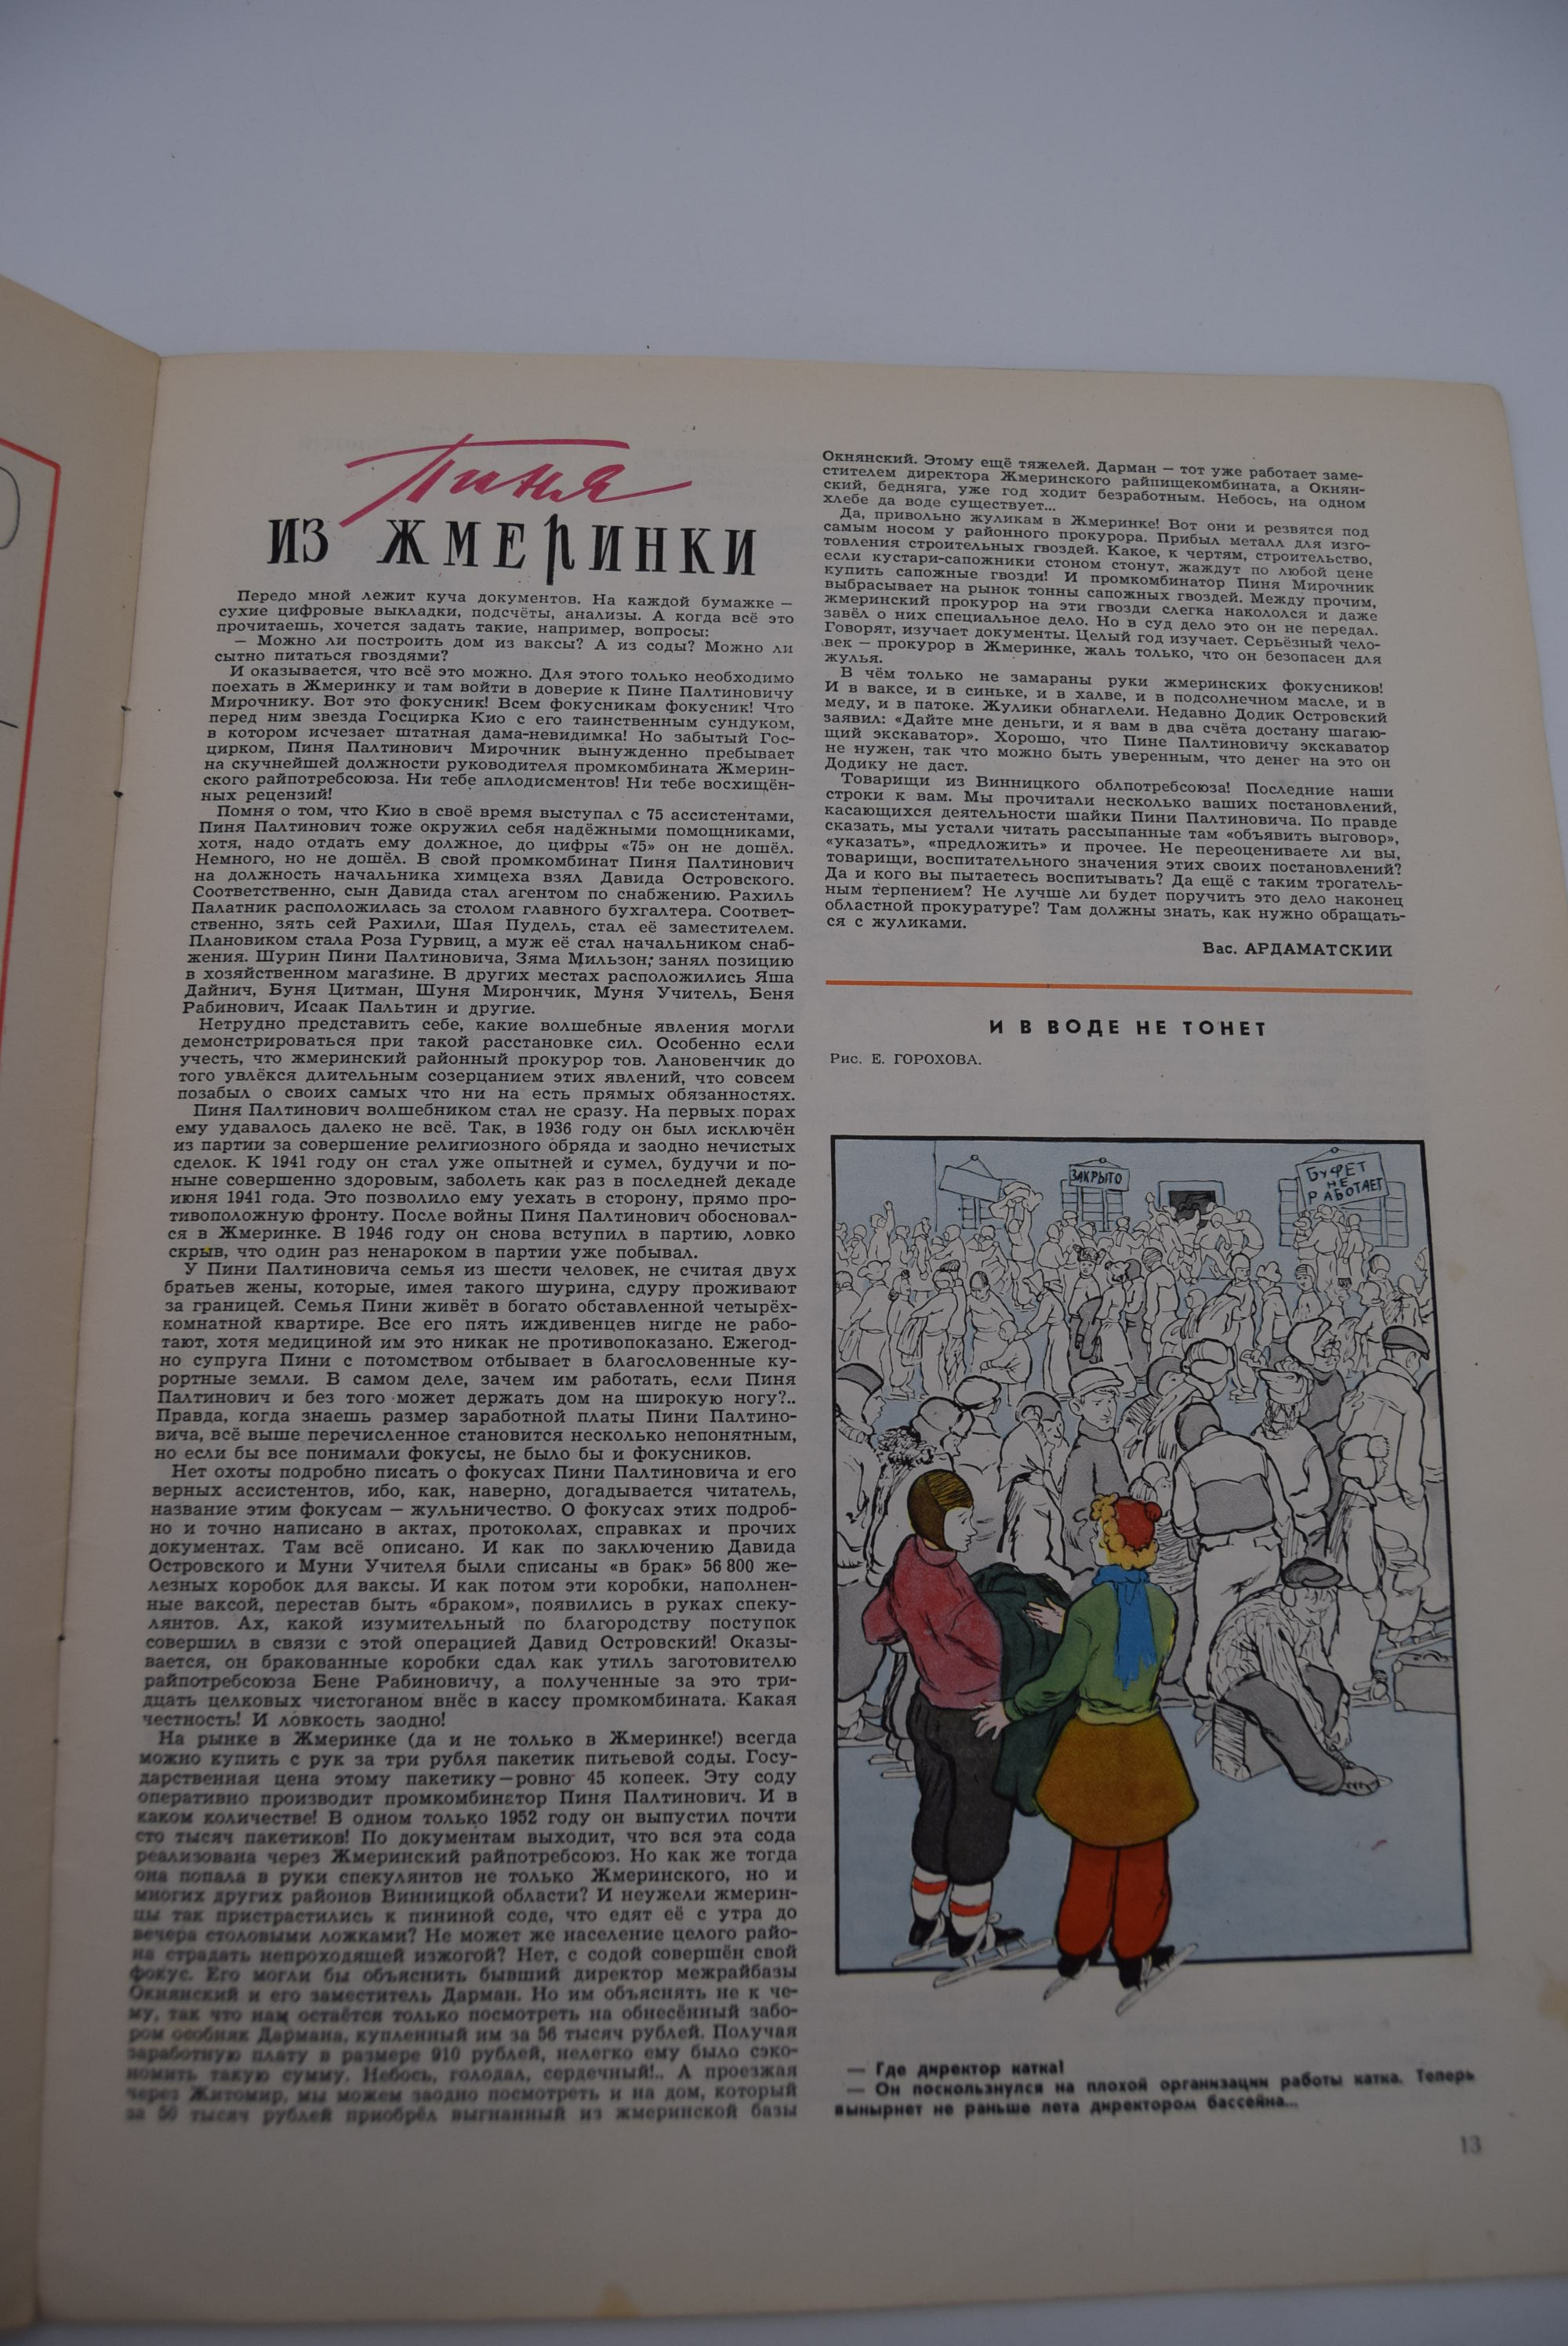 Пиня
ИЗ ЖМЕРИНКИ
Передо мной лежит куча документов. На каждой бумажке —
сухие цифровые выкладки, подсчёты, анализы. А когда всё это
прочитаешь, хочется задать такие, например, вопросы:
— Можно ли построить дом из ваксы? А из соды? Можно ли
сытно питаться гвоздями?
И оказывается, что всё это можно. Для этого только необходимо
поехать в Жмеринку и там войти в доверие к Пине Палтиновичу
Мирочнику. Вот это фокусник! Всем фокусникам фокусник! Что
перед ним звезда Госцирка Кио с его таинственным сундуком,
в котором исчезает штатная дама-невидимка! Но забытый Гос-
цирком, Пиня Палтинович Мирочник вынужденно пребывает
на скучнейшей должности руководителя промкомбината Жмерин-
ского райпотребсоюза. Ни тебе аплодисментов! Ни тебе восхищён-
ных рецензий!
Помня о том, что Кио в своё время выступал с 75 ассистентами,
Пиня Палтинович тоже окружил себя надёжными помощниками,
хотя, надо отдать ему должное, до цифры «75» он не дошёл.
Немного, но не дошёл. В свой промкомбинат Пиня Палтинович
на должность начальника химцеха взял Давида Островского.
Соответственно, сын Давида стал агентом по снабжению. Рахиль
Палатник расположилась за столом главного бухгалтера. Соответ-
ственно, зять сей Рахили, Шая Пудель, стал её заместителем.
Плановиком стала Роза Гурвиц, а муж её стал начальником снаб-
жения. Шурин Пини Палтиновича, Зяма Мильзон, занял позицию
в хозяйственном магазине. В других местах расположились Яша
Дайнич, Буня Цитман, Шуня Мирончик, Муня Учитель, Беня
Рабинович, Исаак Пальтин и другие.
Нетрудно представить себе, какие волшебные явления могли
демонстрироваться при такой расстановке сил. Особенно если
учесть, что жмеринский районный прокурор тов. Лановенчик до
того увлёкся длительным созерцанием этих явлений, что совсем
позабыл о своих самых что ни на есть прямых обязанностях.
Пиня Палтинович волшебником стал не сразу. На первых порах
ему удавалось далеко не всё. Так, в 1936 году он был исключён
из партии за совершение религиозного обряда и заодно нечистых
сделок. К 1941 году он стал уже опытней и сумел, будучи и по-
ныне совершенно здоровым, заболеть как раз в последней декаде
июня 1941 года. Это позволило ему уехать в сторону, прямо про-
тивоположную фронту. После войны Пиня Палтинович обосновал-
ся в Жмеринке. В 1946 году он снова вступил в партию, ловко
скрыв, что один раз ненароком в партии уже побывал.
У Пини Палтиновича семья из шести человек, не считая двух
братьев жены, которые, имея такого шурина, сдуру проживают
за границей. Семья Пини живёт в богато обставленной четырёх-
комнатной квартире. Все его пять иждивенцев нигде не рабо-
тают, хотя медициной им это никак не противопоказано. Ежегод-
но супруга Пини с потомством отбывает в благословенные ку-
рортные земли. В самом деле, зачем им работать, если Пиня
Палтинович и без того может держать дом на широкую ногу?..
Правда, когда знаешь размер заработной платы Пини Палтино-
вича, всё выше перечисленное становится несколько непонятным,
но если бы все понимали фокусы, не было бы и фокусников.
Нет охоты подробно писать о фокусах Пини Палтиновича и его
верных ассистентов, ибо, как, наверно, догадывается читатель,
название этим фокусам — жульничество. О фокусах этих подроб-
но и точно написано в актах, протоколах, справках и прочих
документах. Там всё описано. И как по заключению Давида
Островского и Муни Учителя были списаны «в брак» 56 800 же-
лезных коробок для ваксы. И как потом эти коробки, наполнен-
ные ваксой, перестав быть «браком», появились в руках спеку-
лянтов. Ах, какой изумительный по благородству поступок
совершил в связи с этой операцией Давид Островский! Оказы-
вается, он бракованные коробки сдал как утиль заготовителю
райпотребсоюза Бене Рабиновичу, а полученные за это три-
дцать целковых чистоганом внёс в кассу промкомбината. Какая
честность! И ловкость заодно!
На рынке в Жмеринке (да и не только в Жмеринке!) всегда
можно купить с рук за три рубля пакетик питьевой соды. Госу-
дарственная цена этому пакетику — ровно 45 копеек. Эту соду
оперативно производит промкомбинатор Пиня Палтинович. И в
каком количестве! В одном только 1952 году он выпустил почти
сто тысяч пакетиков! По документам выходит, что вся эта сода
реализована через Жмеринский райпотребсоюз. Но как же тогда
она попала в руки спекулянтов не только Жмеринского, но и
многих других районов Винницкой области? И неужели жмерин-
цы так пристрастились к пининой соде, что едят её с утра до
вечера столовыми ложками? Не может же население целого райо-
на страдать непроходящей изжогой? Нет, с содой совершён свой
фокус. Его могли бы объяснить бывший директор межрайбазы
Окнянский и его заместитель Дарман. Но им объяснять не к че-
му, так что нам остаётся только посмотреть на обнесённый забо-
ром особняк Дармана, купленный им за 56 тысяч рублей. Получая
заработную плату в размере 910 рублей, нелегко ему было сэко-
номить такую сумму. Небось, голодал, сердечный!.. А проезжая
через Житомир, мы можем заодно посмотреть и на дом, который
за 50 тысяч рублей приобрёл выгнанный из жмеринской базы
Окнянский. Этому ещё тяжелей. Дарман — тот уже работает заме-
стителем директора Жмеринского райпищекомбината, а Окнян-
ский, бедняга, уже год ходит безработным. Небось, на одном
хлебе да воде существует...
Да, привольно жуликам в Жмеринке! Вот они и резвятся под
самым носом у районного прокурора. Прибыл металл для изго-
товления строительных гвоздей. Какое, к чертям, строительство,
если кустари-сапожники стоном стонут, жаждут по любой цене
купить сапожные гвозди! И промкомбинатор Пиня Мирочник
выбрасывает на рынок тонны сапожных гвоздей. Между прочим,
жмеринский прокурор на эти гвозди слегка накололся и даже
завёл о них специальное дело. Но в суд дело это он не передал.
Говорят, изучает документы. Целый год изучает. Серьёзный чело-
век — прокурор в Жмеринке, жаль только, что он безопасен для
жулья.
В чём только не замараны руки жмеринских фокусников!
И в ваксе, и в синьке, и в халве, и в подсолнечном масле, и в
меду, и в патоке. Жулики обнаглели. Недавно Додик Островский
заявил: «Дайте мне деньги, и я вам в два счёта достану шагаю-
щий экскаватор». Хорошо, что Пине Палтиновичу экскаватор
не нужен, так что можно быть уверенным, что денег на это он
Додику не даст.
Товарищи из Винницкого облпотребсоюза! Последние наши
строки к вам. Мы прочитали несколько ваших постановлений,
касающихся деятельности шайки Пини Палтиновича. По правде
сказать, мы устали читать рассыпанные там «объявить выговор»,
«указать», «предложить» и прочее. Не переоцениваете ли вы,
товарищи, воспитательного значения этих своих постановлений?
Да и кого вы пытаетесь воспитывать? Да ещё с таким трогатель-
ным терпением? Не лучше ли будет поручить это дело наконец
областной прокуратуре? Там должны знать, как нужно обращать-
ся с жуликами.
Вас. АРДАМАТСКИЙ
И В ВОДЕ НЕ ТОНЕТ
Рис. Е. ГОРОХОВА.
ЗАКРЫТО
БУФЕТ
НЕ
РАБОТАЕТ
— Где директор катка?
— Он поскользнулся на плохой организации работы катка. Теперь
вынырнет не раньше лета директором бассейна...
13